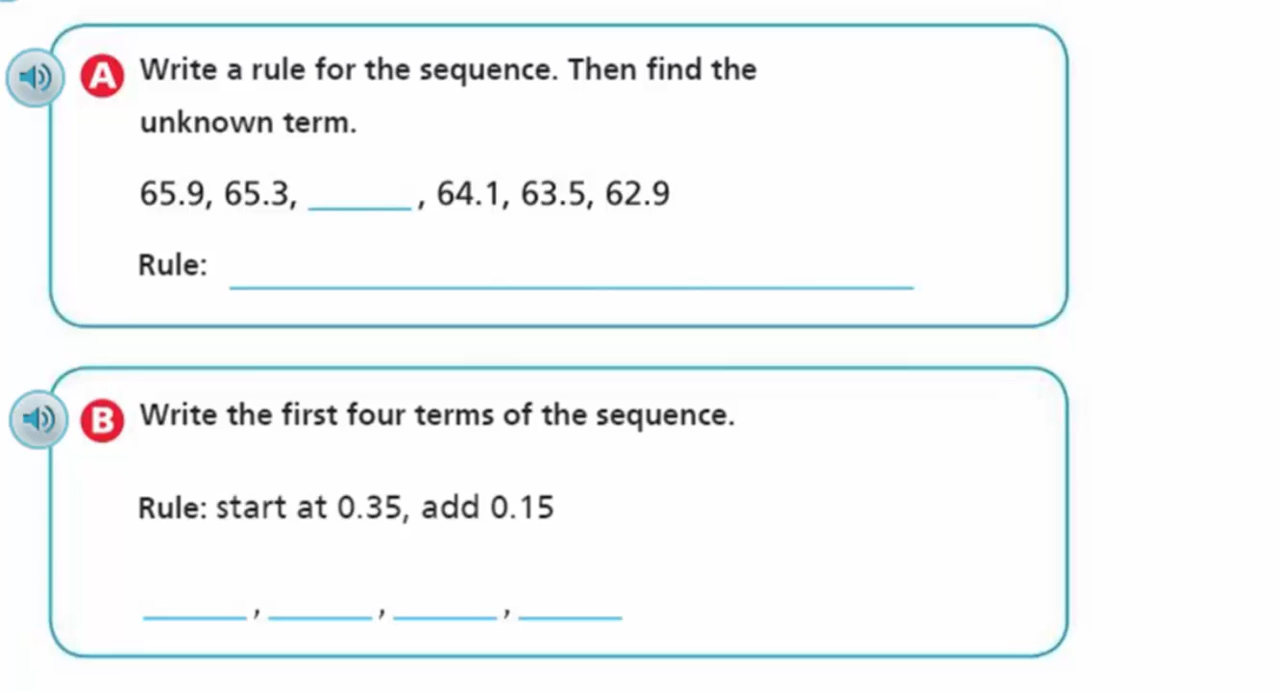 A Write a rule for the sequence. Then find the
unknown term.
65.9, 65.3, ______, 64.1, 63.5, 62.9
Rule: ______
B Write the first four terms of the sequence.
Rule: start at 0.35, add 0.15
______, ______, ______, ______